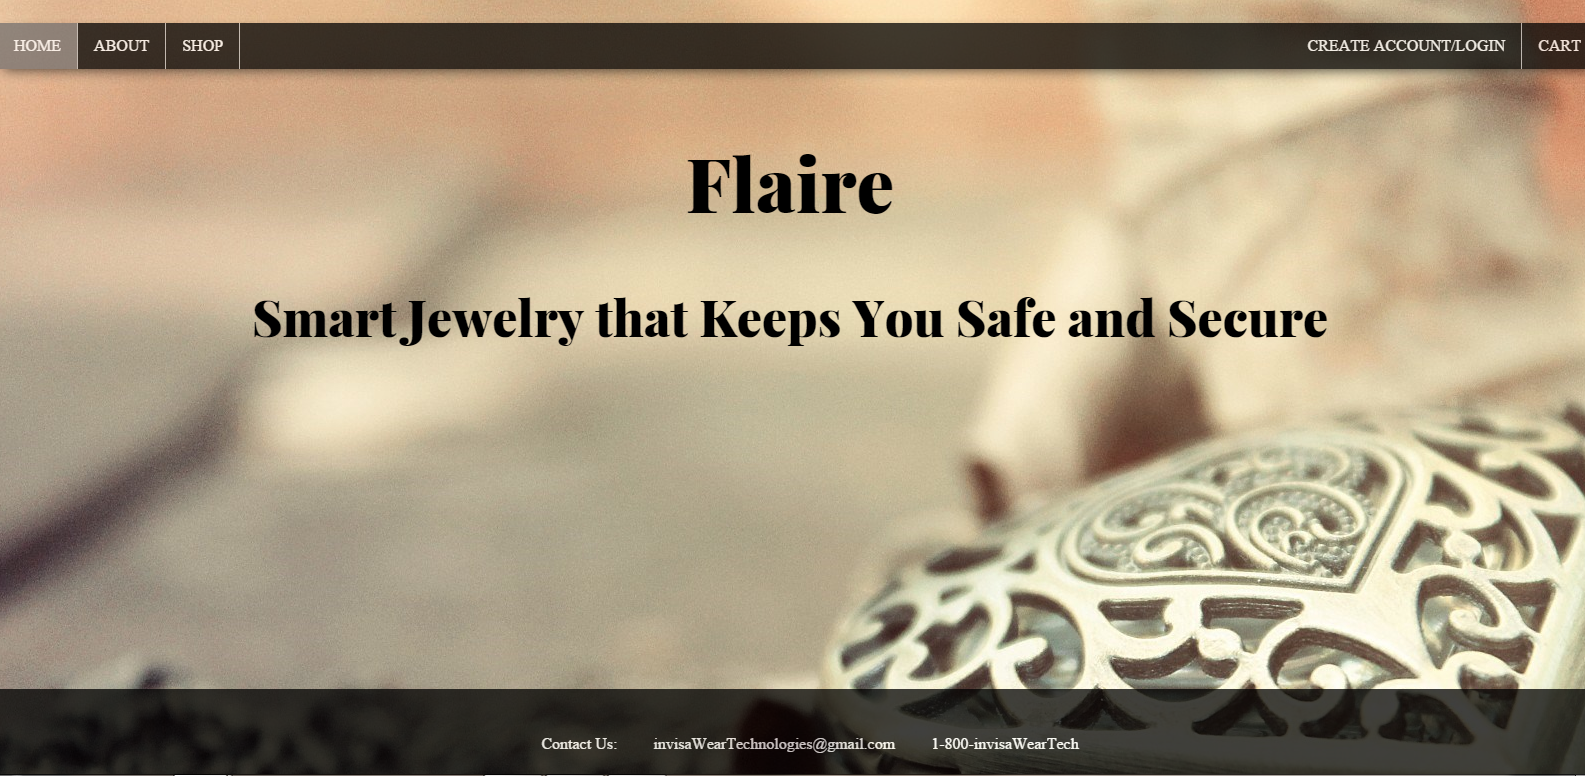 HOME ABOUT SHOP CREATE ACCOUNT/LOGIN CART
Flaire
Smart Jewelry that Keeps You Safe and Secure
Contact Us: invisaWearTechnologies@gmail.com 1-800-invisaWearTech